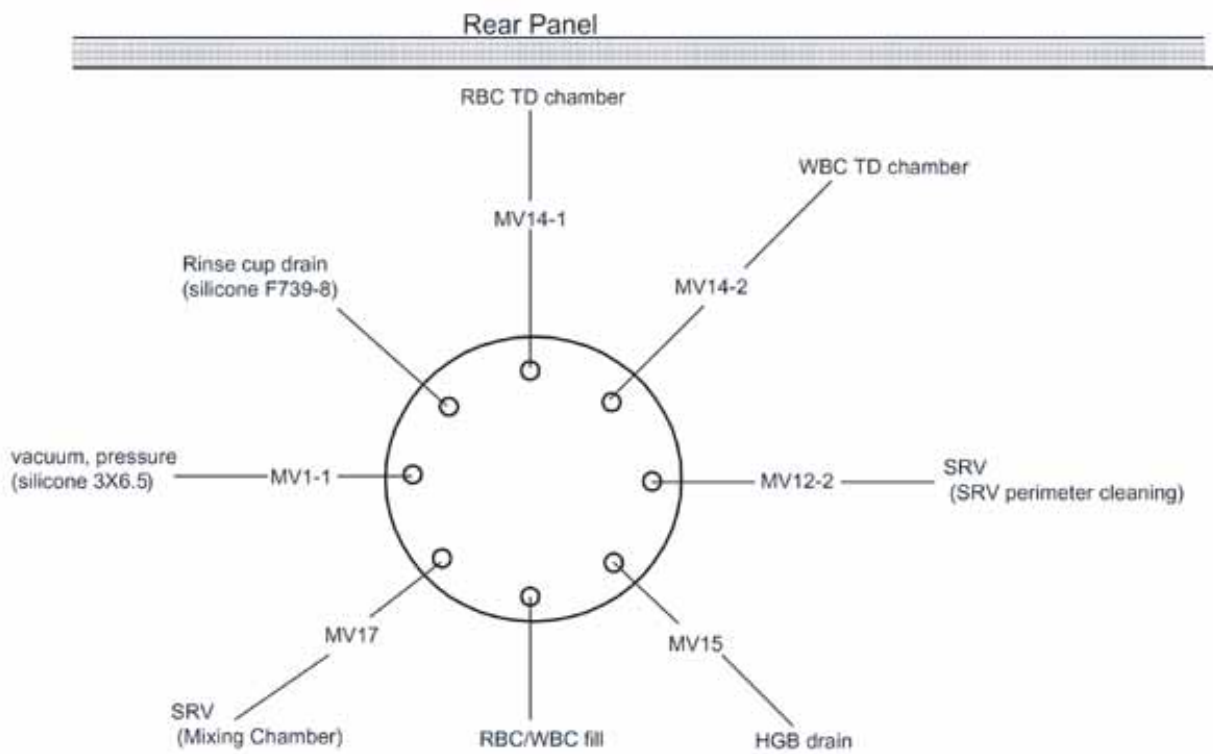 Rear Panel
RBC TD chamber
WBC TD chamber
MV14-1
Rinse cup drain
(silicone F739-8)
MV14-2
vacuum, pressure
(silicone 3X6.5)
MV1-1
MV12-2
SRV
(SRV perimeter cleaning)
MV17
MV15
SRV
(Mixing Chamber)
RBC/WBC fill
HGB drain